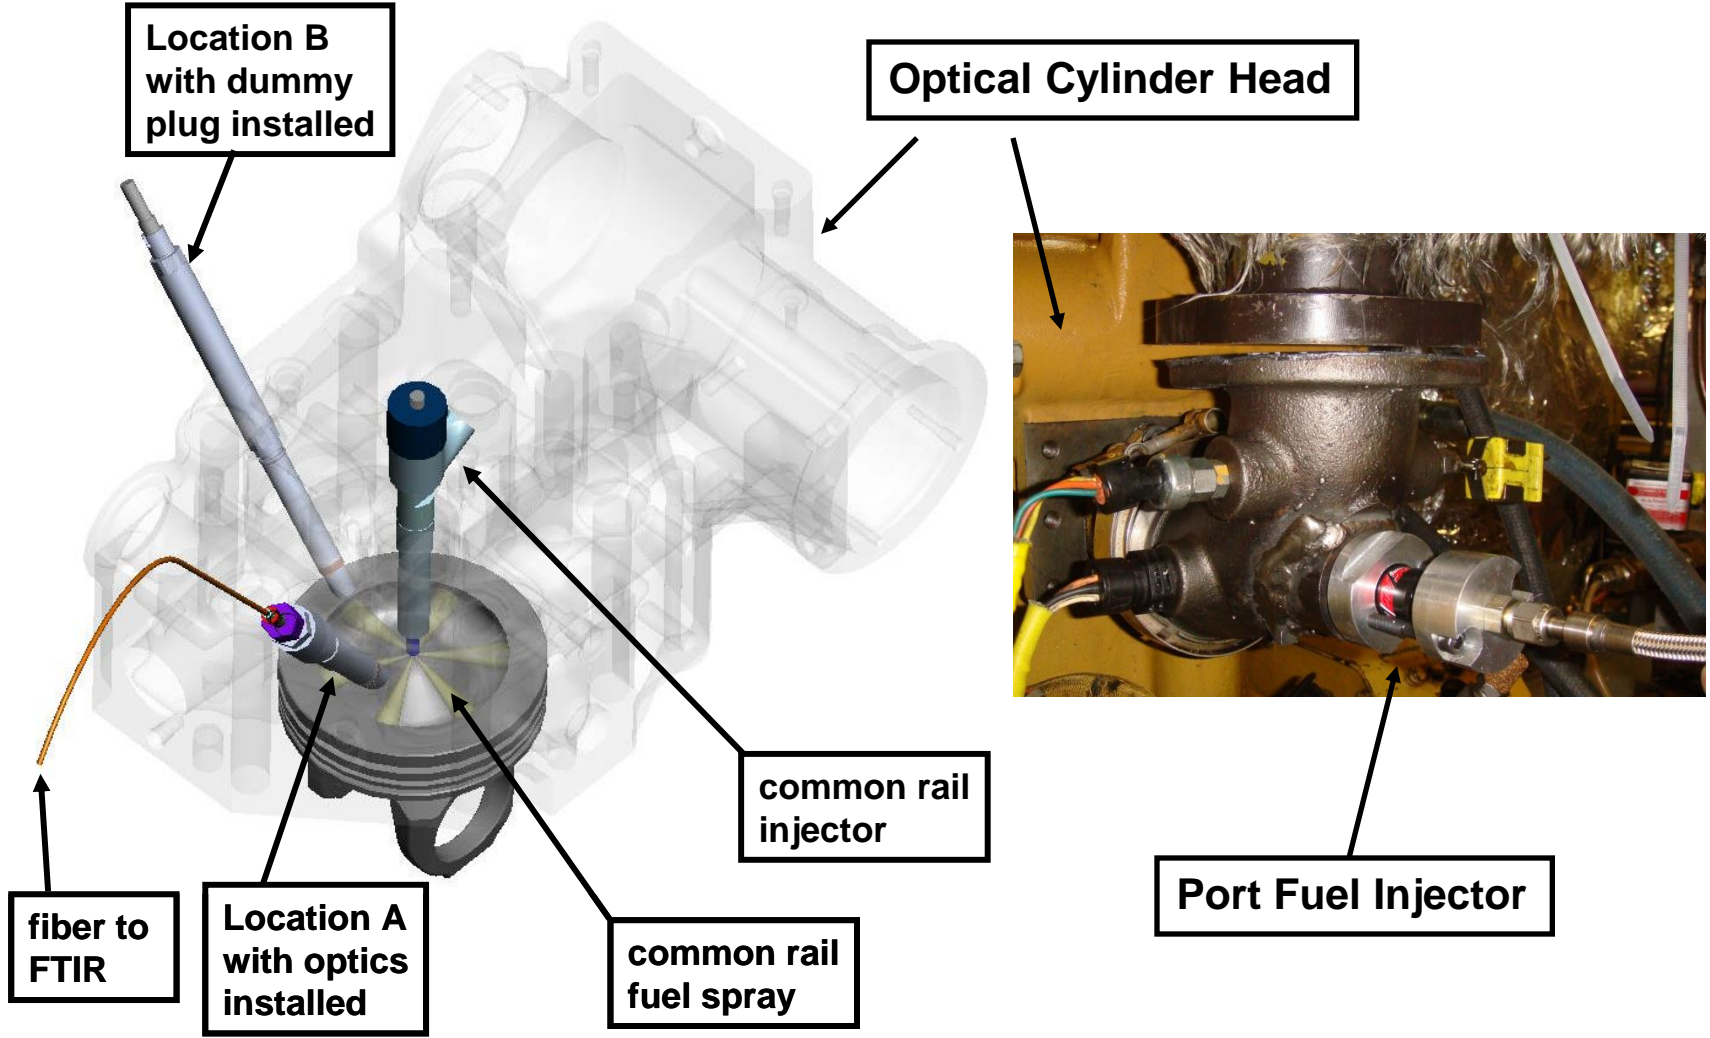 Location B
with dummy
plug installed
Optical Cylinder Head
common rail
injector
Port Fuel Injector
fiber to
FTIR
Location A
with optics
installed
common rail
fuel spray